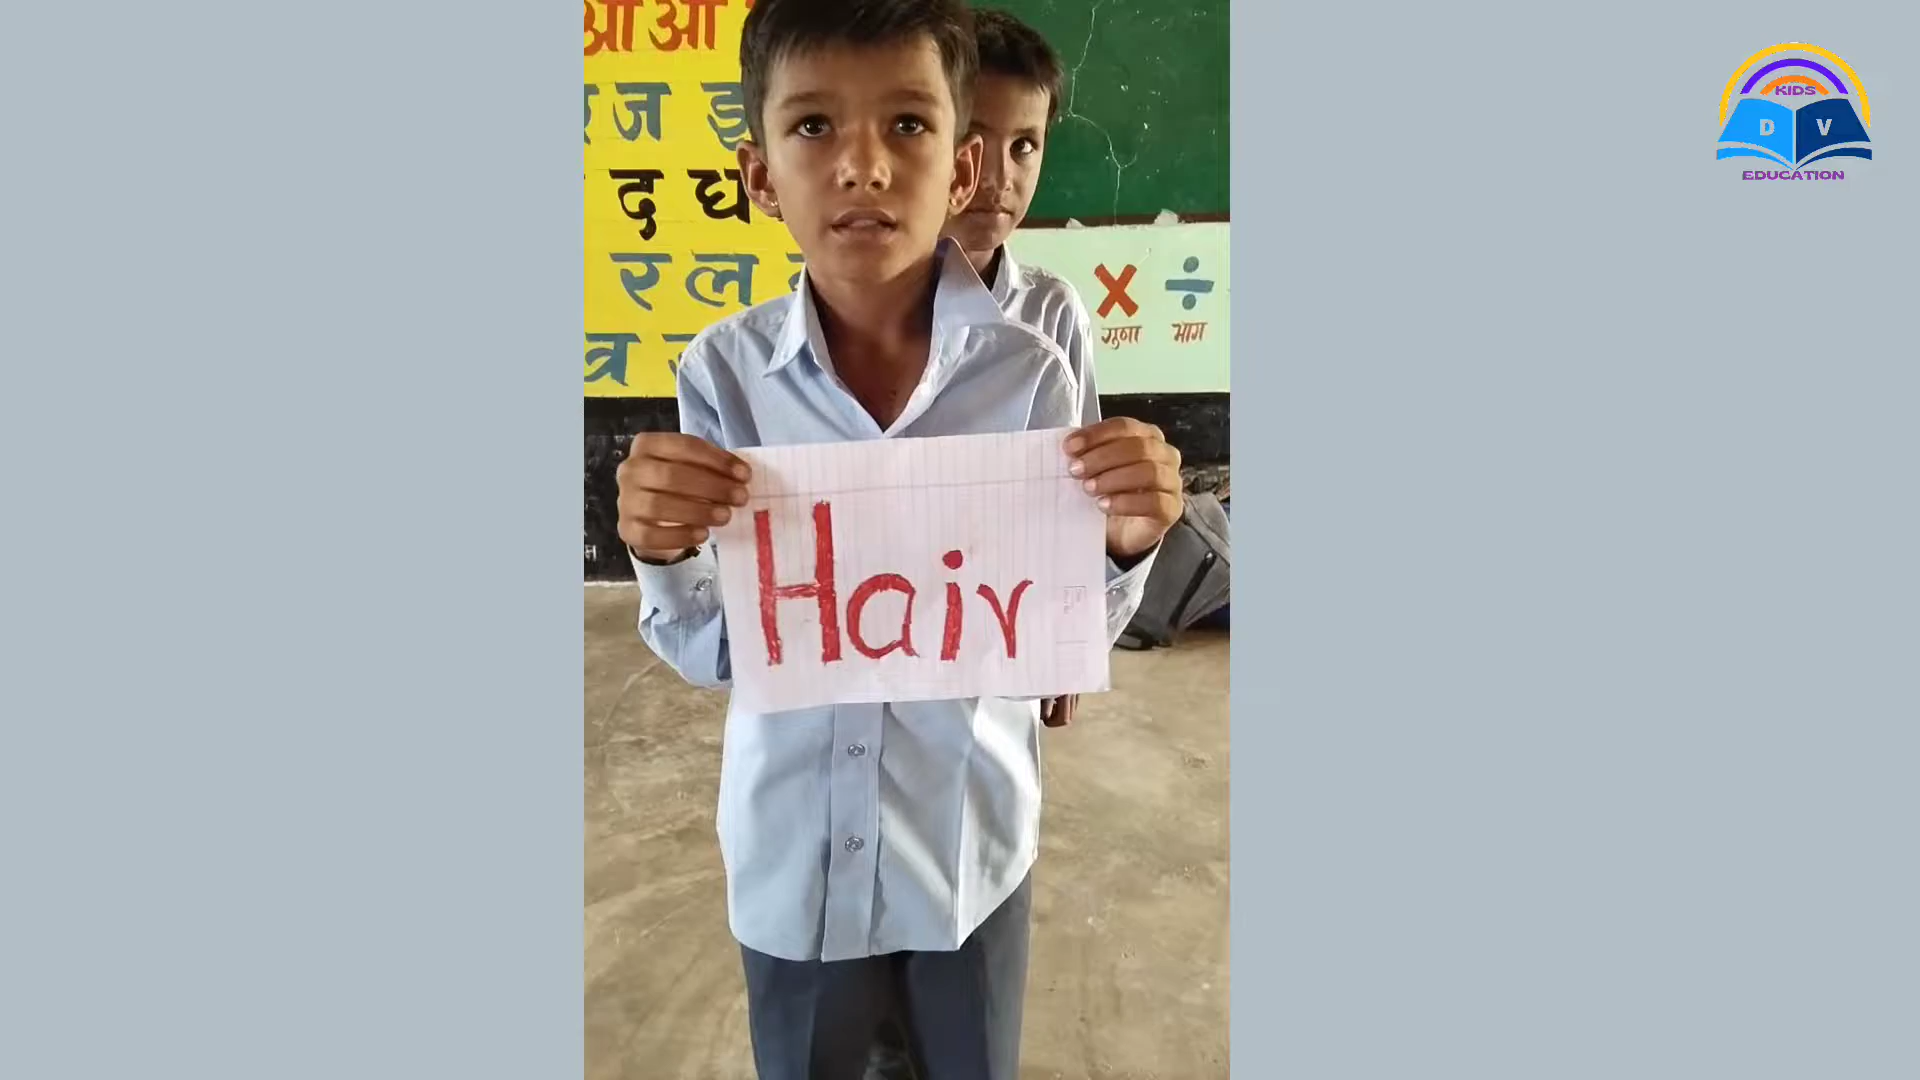 आ ओ
ज इ
द ध
र ल
त्र
गुणा भाग
× ÷
Hair
KIDS
D V
EDUCATION